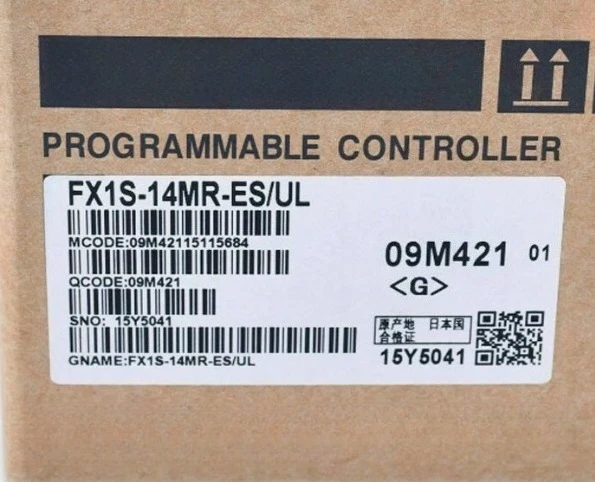 PROGRAMMABLE CONTROLLER
FX1S-14MR-ES/UL
MCODE:09M42115115684
QCODE:09M421
SNO: 15Y5041
GNAME:FX1S-14MR-ES/UL
09M421 01
<G>
原产地 日本国
合格证
15Y5041